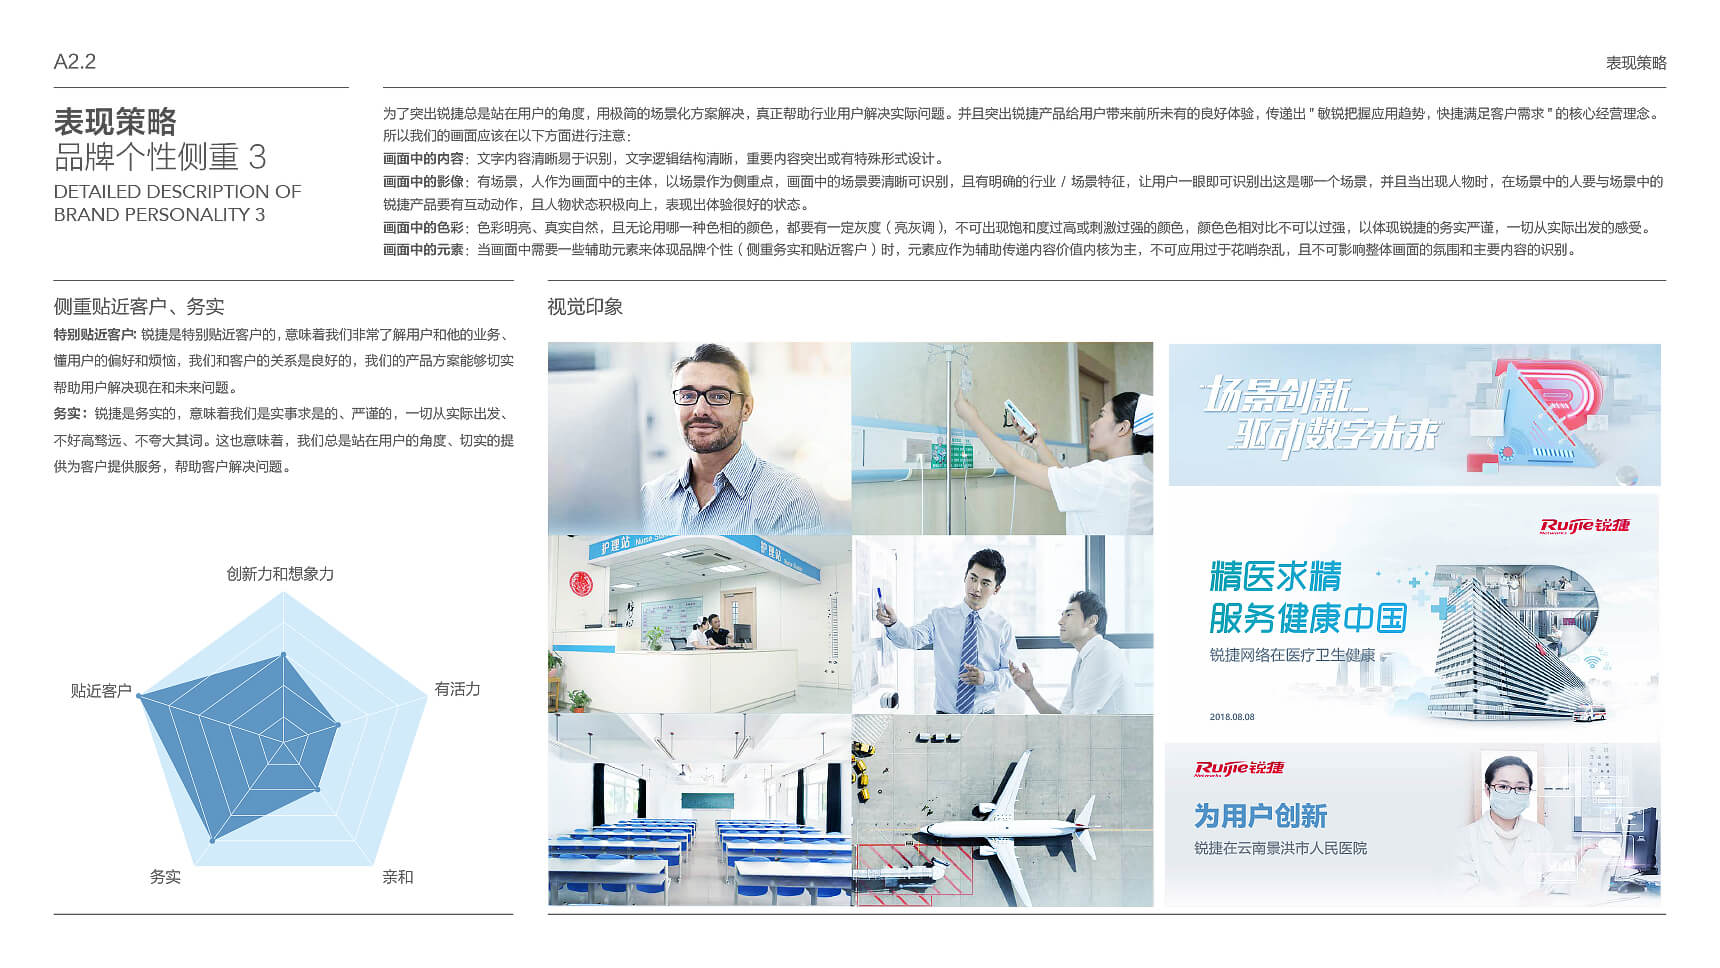 A2.2
表现策略
表现策略
品牌个性侧重 3
DETAILED DESCRIPTION OF
BRAND PERSONALITY 3
为了突出锐捷总是站在用户的角度，用极简的场景化方案解决，真正帮助行业用户解决实际问题。并且突出锐捷产品给用户带来前所未有的良好体验，传递出＂敏锐把握应用趋势，快捷满足客户需求＂的核心经营理念。
所以我们的画面应该在以下方面进行注意：
画面中的内容：文字内容清晰易于识别，文字逻辑结构清晰，重要内容突出或有特殊形式设计。
画面中的影像：有场景，人作为画面中的主体，以场景作为侧重点，画面中的场景要清晰可识别，且有明确的行业 / 场景特征，让用户一眼即可识别出这是哪一个场景，并且当出现人物时，在场景中的人要与场景中的
锐捷产品要有互动动作，且人物状态积极向上，表现出体验很好的状态。
画面中的色彩：色彩明亮、真实自然，且无论用哪一种色相的颜色，都要有一定灰度（亮灰调），不可出现饱和度过高或刺激过强的颜色，颜色色相对比不可以过强，以体现锐捷的务实严谨，一切从实际出发的感受。
画面中的元素：当画面中需要一些辅助元素来体现品牌个性（侧重务实和贴近客户）时，元素应作为辅助传递内容价值内核为主，不可应用过于花哨杂乱，且不可影响整体画面的氛围和主要内容的识别。
侧重贴近客户、务实
特别贴近客户：锐捷是特别贴近客户的，意味着我们非常了解用户和他的业务、
懂用户的偏好和烦恼，我们和客户的关系是良好的，我们的产品方案能够切实
帮助用户解决现在和未来问题。
务实：锐捷是务实的，意味着我们是实事求是的、严谨的，一切从实际出发、
不好高骛远、不夸大其词。这也意味着，我们总是站在用户的角度、切实的提
供为客户提供服务，帮助客户解决问题。
创新力和想象力
贴近客户
有活力
务实
亲和
视觉印象
护理站 Nurse
护理站
场景创新
驱动数字未来
Ruijie锐捷
Networks
精医求精
服务健康中国
锐捷网络在医疗卫生健康
2018.08.08
Ruijie锐捷
Networks
为用户创新
锐捷在云南景洪市人民医院